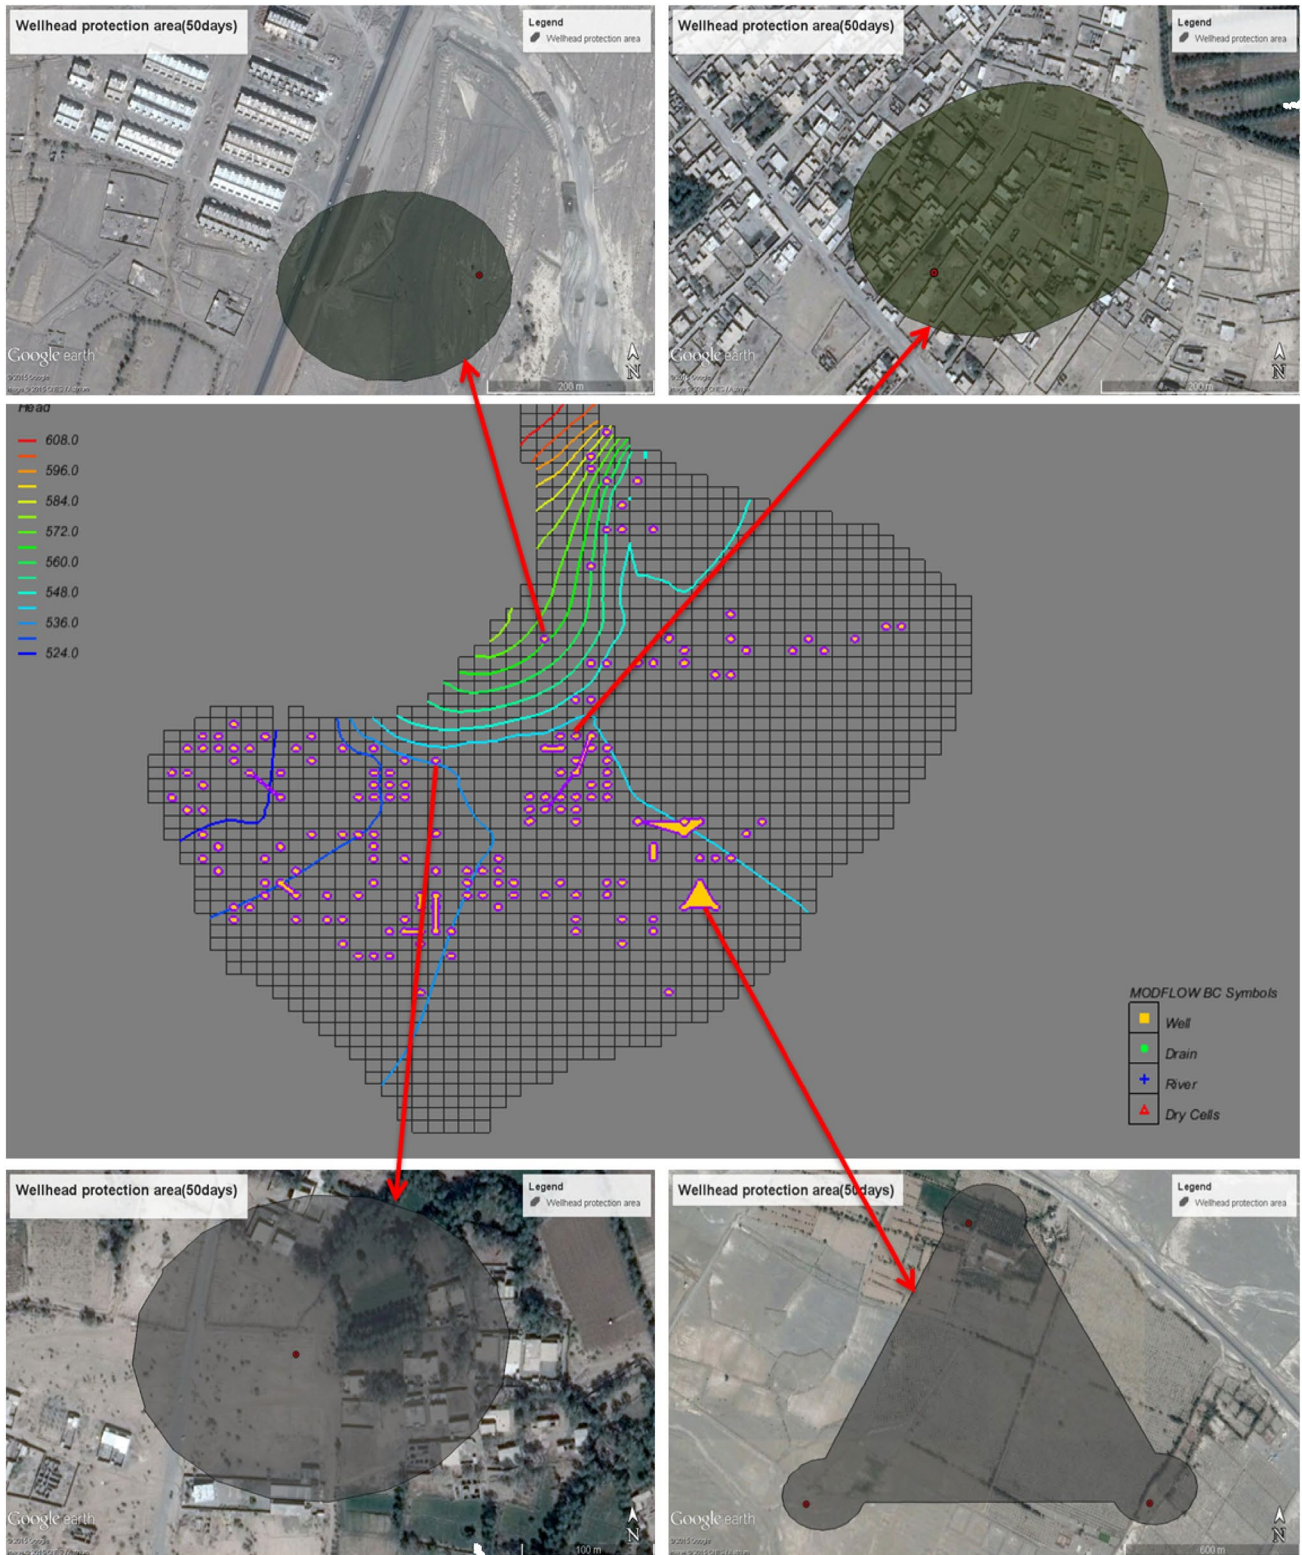 Wellhead protection area(50days)
Legend
Wellhead protection area
Google earth
N
200 m
Wellhead protection area(50days)
Legend
Wellhead protection area
Google earth
N
200 m
Head
608.0
596.0
584.0
572.0
560.0
548.0
536.0
524.0
MODFLOW BC Symbols
Well
Drain
River
Dry Cells
Wellhead protection area(50days)
Legend
Wellhead protection area
Google earth
N
100 m
Wellhead protection area(50days)
Legend
Wellhead protection area
Google earth
N
600 m